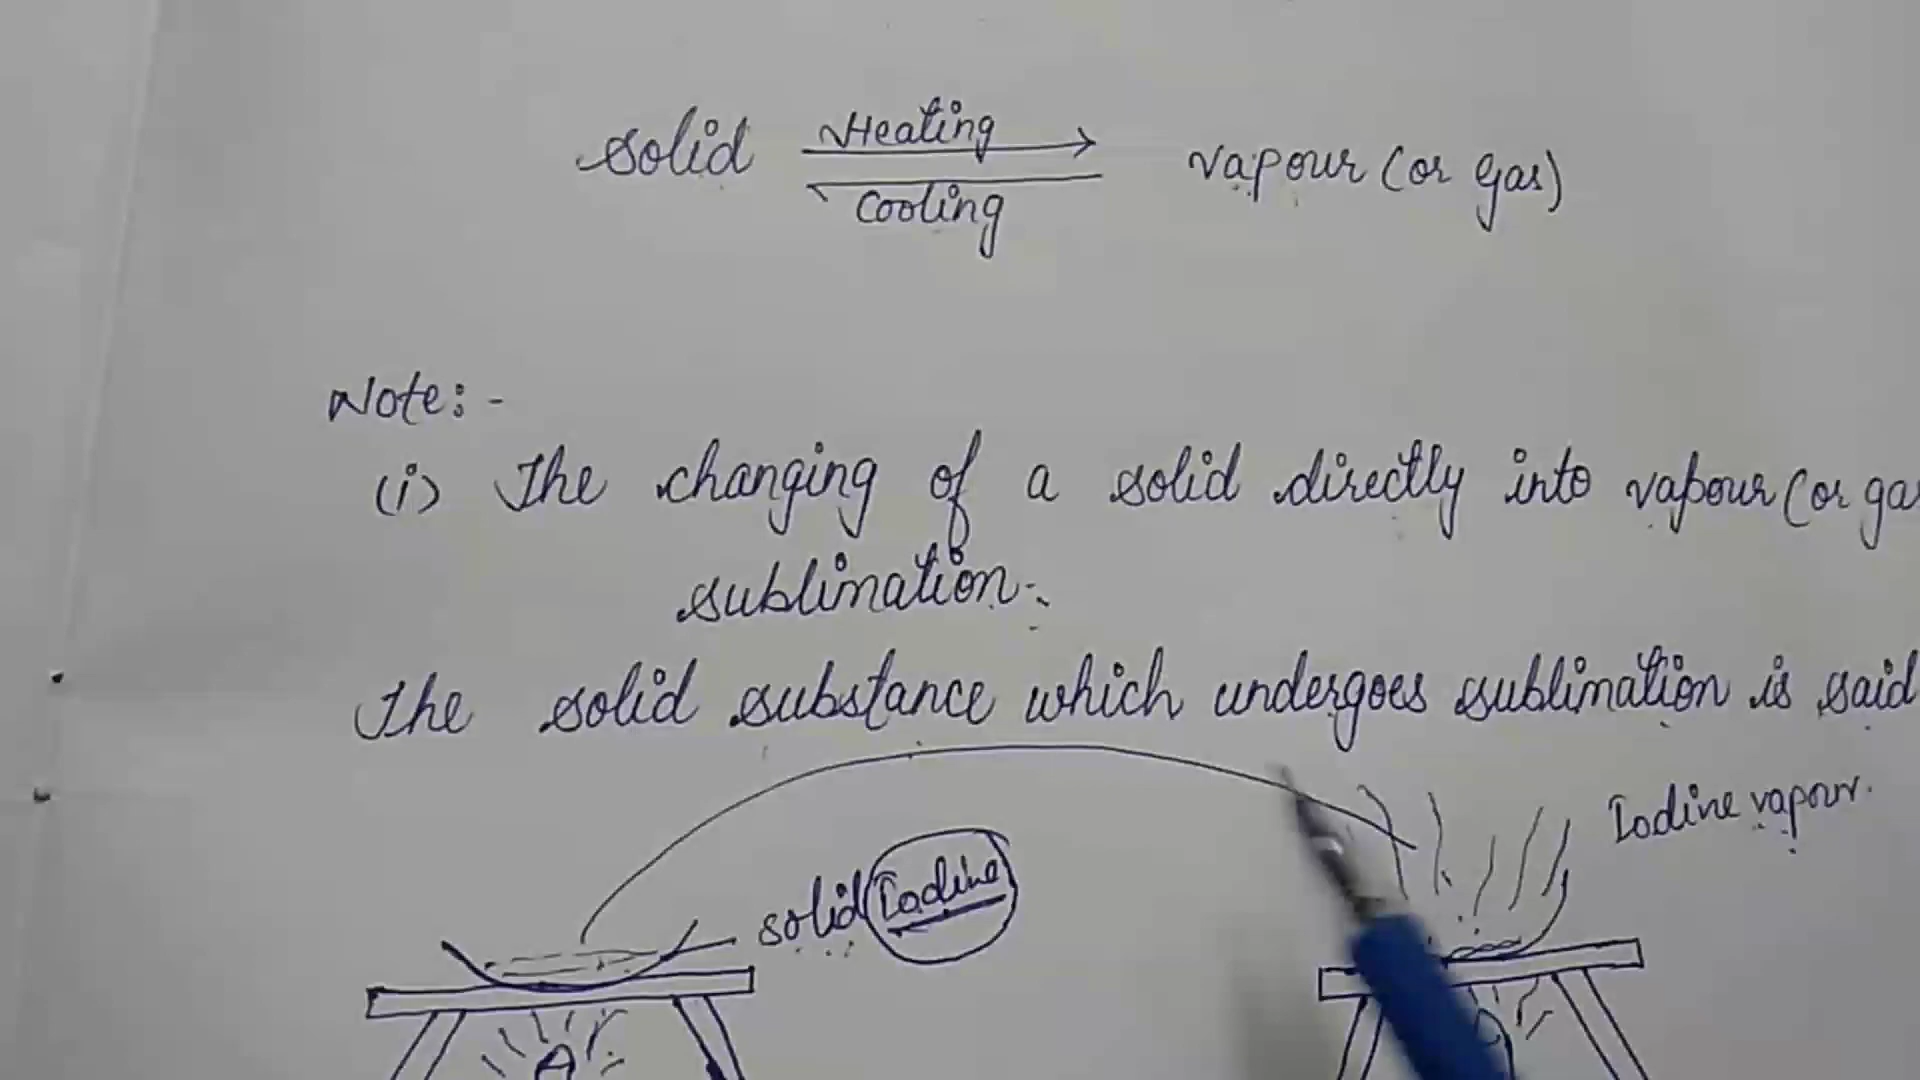 Heating
solid vapour (or gas)
cooling
Note:-
(i) The changing of a solid directly into vapour (or gas
sublimation.
The solid substance which undergoes sublimation is said
Iodine vapour.
solid Iodine